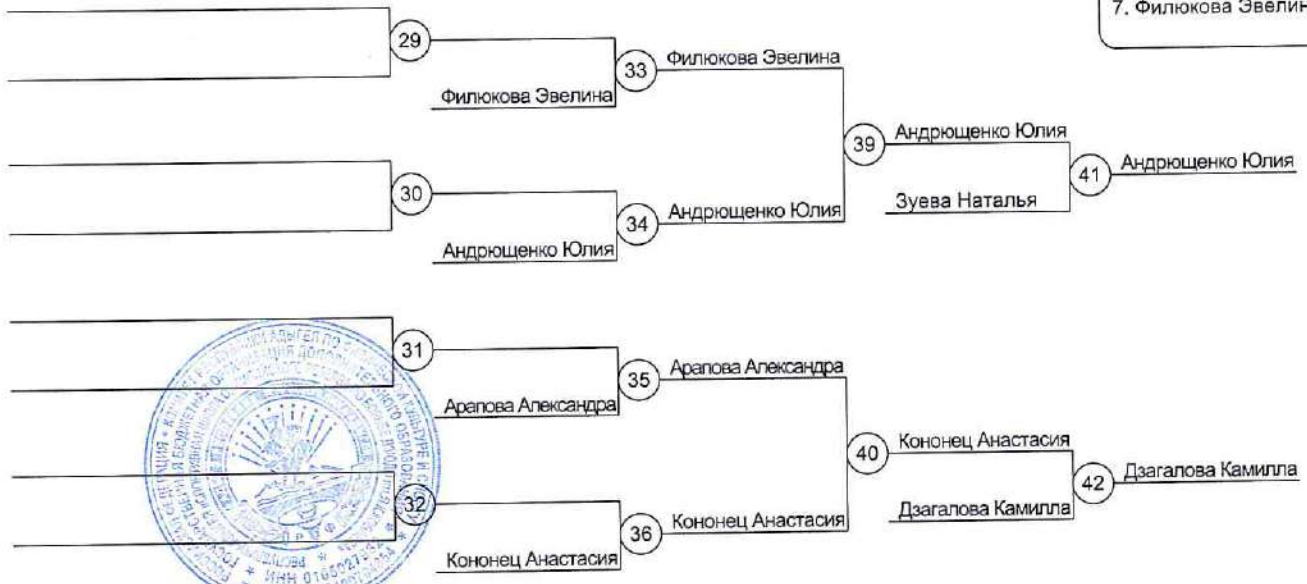 7. Филюкова Эвелин
29
33
Филюкова Эвелина
Филюкова Эвелина
39
Андрющенко Юлия
41
Андрющенко Юлия
30
34
Андрющенко Юлия
Зуева Наталья
Андрющенко Юлия
31
35
Арапова Александра
Арапова Александра
40
Кононец Анастасия
42
Дзагалова Камилла
32
36
Кононец Анастасия
Дзагалова Камилла
Кононец Анастасия